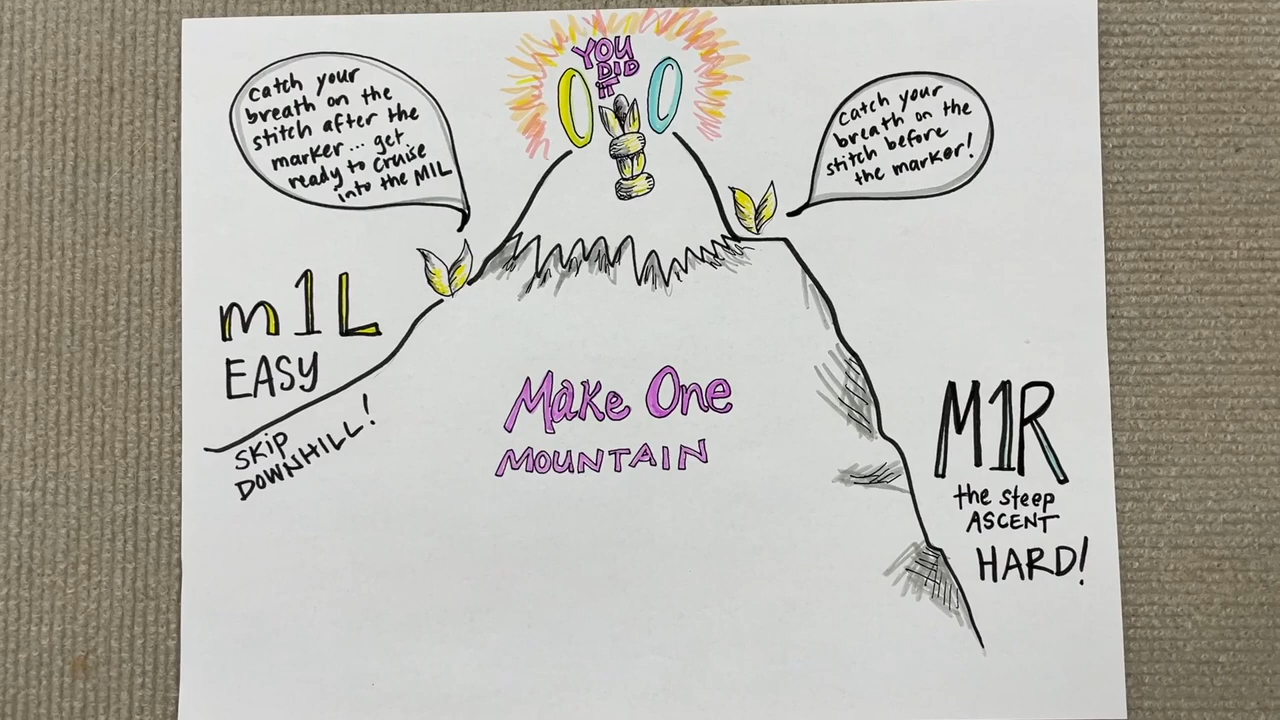 YOU
DID
iT
catch your
breath on the
stitch after the
marker... get
ready to cruise
into the M1L
catch your
breath on the
stitch before
the marker!
m1L
EASY
SKIP
DOWNHILL!
Make One
MOUNTAIN
M1R
the steep
ASCENT
HARD!